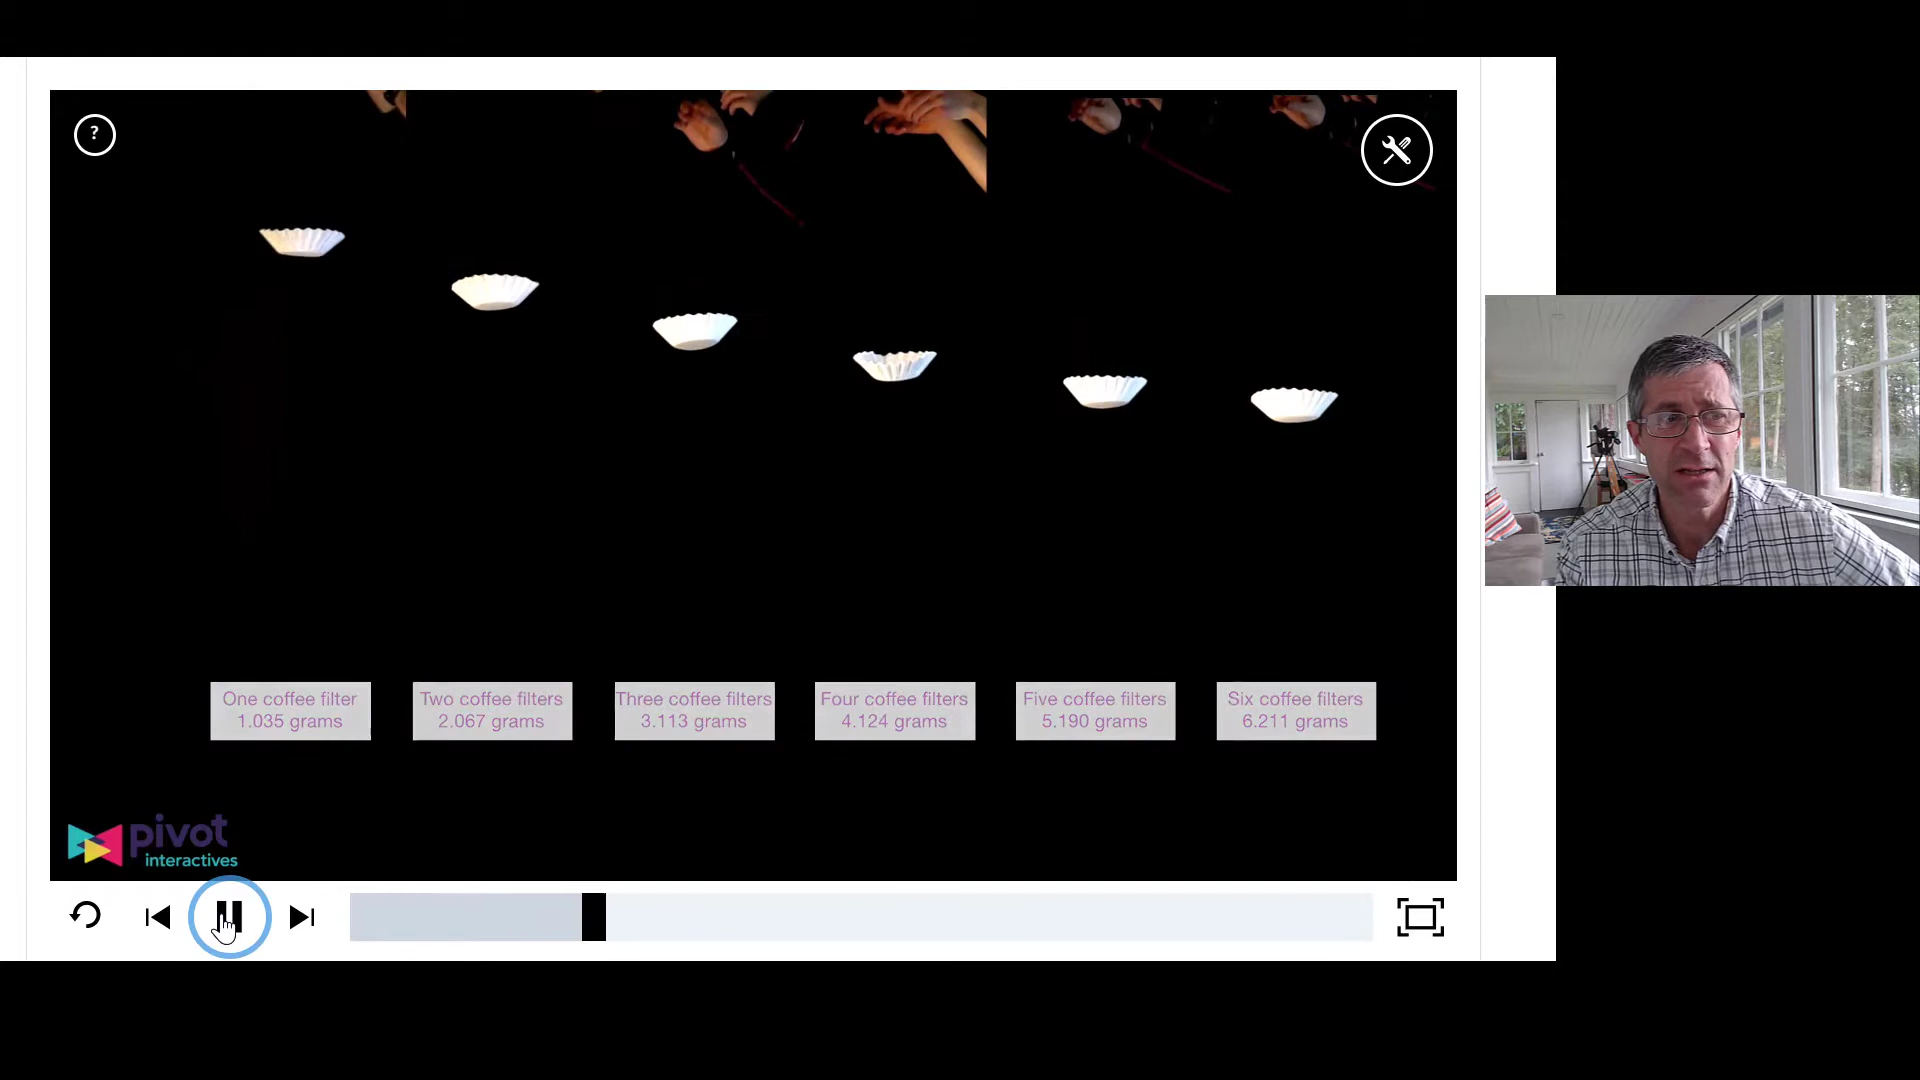 ?
One coffee filter
1.035 grams
Two coffee filters
2.067 grams
Three coffee filters
3.113 grams
Four coffee filters
4.124 grams
Five coffee filters
5.190 grams
Six coffee filters
6.211 grams
pivot
interactives